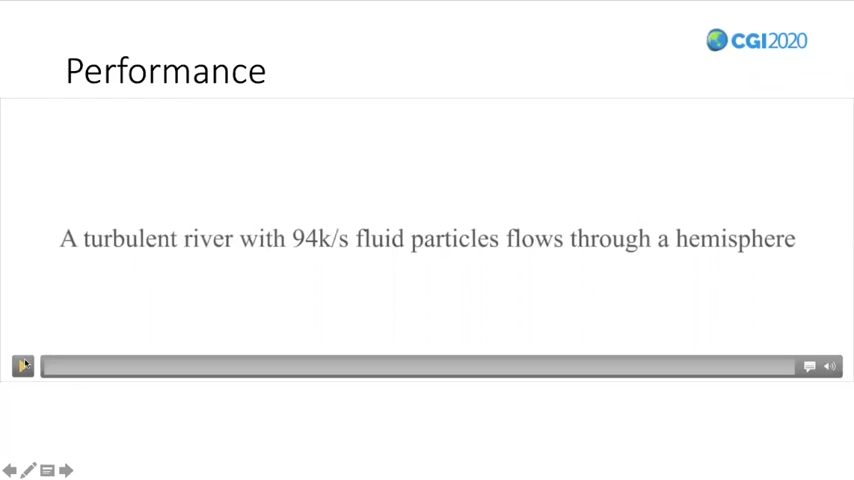 CGI2020
Performance
A turbulent river with 94k/s fluid particles flows through a hemisphere